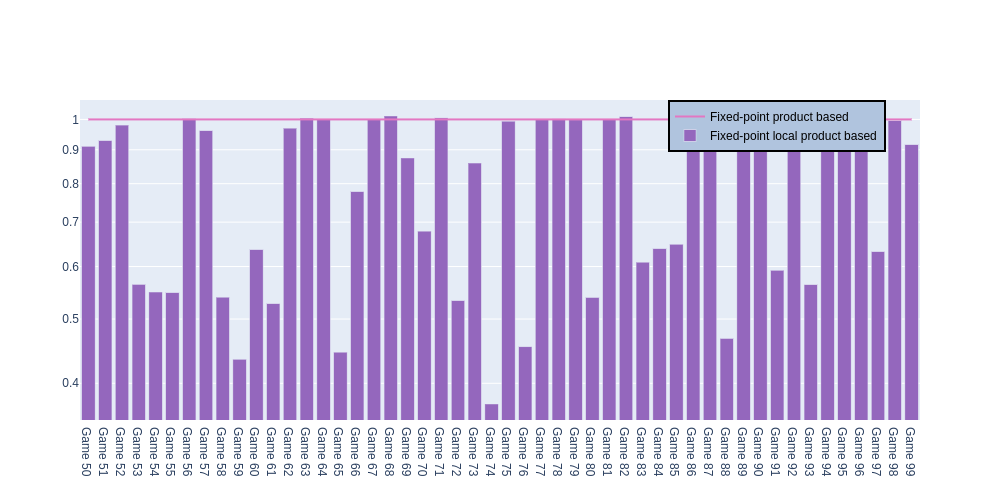 Fixed-point product based
Fixed-point local product based
1
0.9
0.8
0.7
0.6
0.5
0.4
Game 50
Game 51
Game 52
Game 53
Game 54
Game 55
Game 56
Game 57
Game 58
Game 59
Game 60
Game 61
Game 62
Game 63
Game 64
Game 65
Game 66
Game 67
Game 68
Game 69
Game 70
Game 71
Game 72
Game 73
Game 74
Game 75
Game 76
Game 77
Game 78
Game 79
Game 80
Game 81
Game 82
Game 83
Game 84
Game 85
Game 86
Game 87
Game 88
Game 89
Game 90
Game 91
Game 92
Game 93
Game 94
Game 95
Game 96
Game 97
Game 98
Game 99